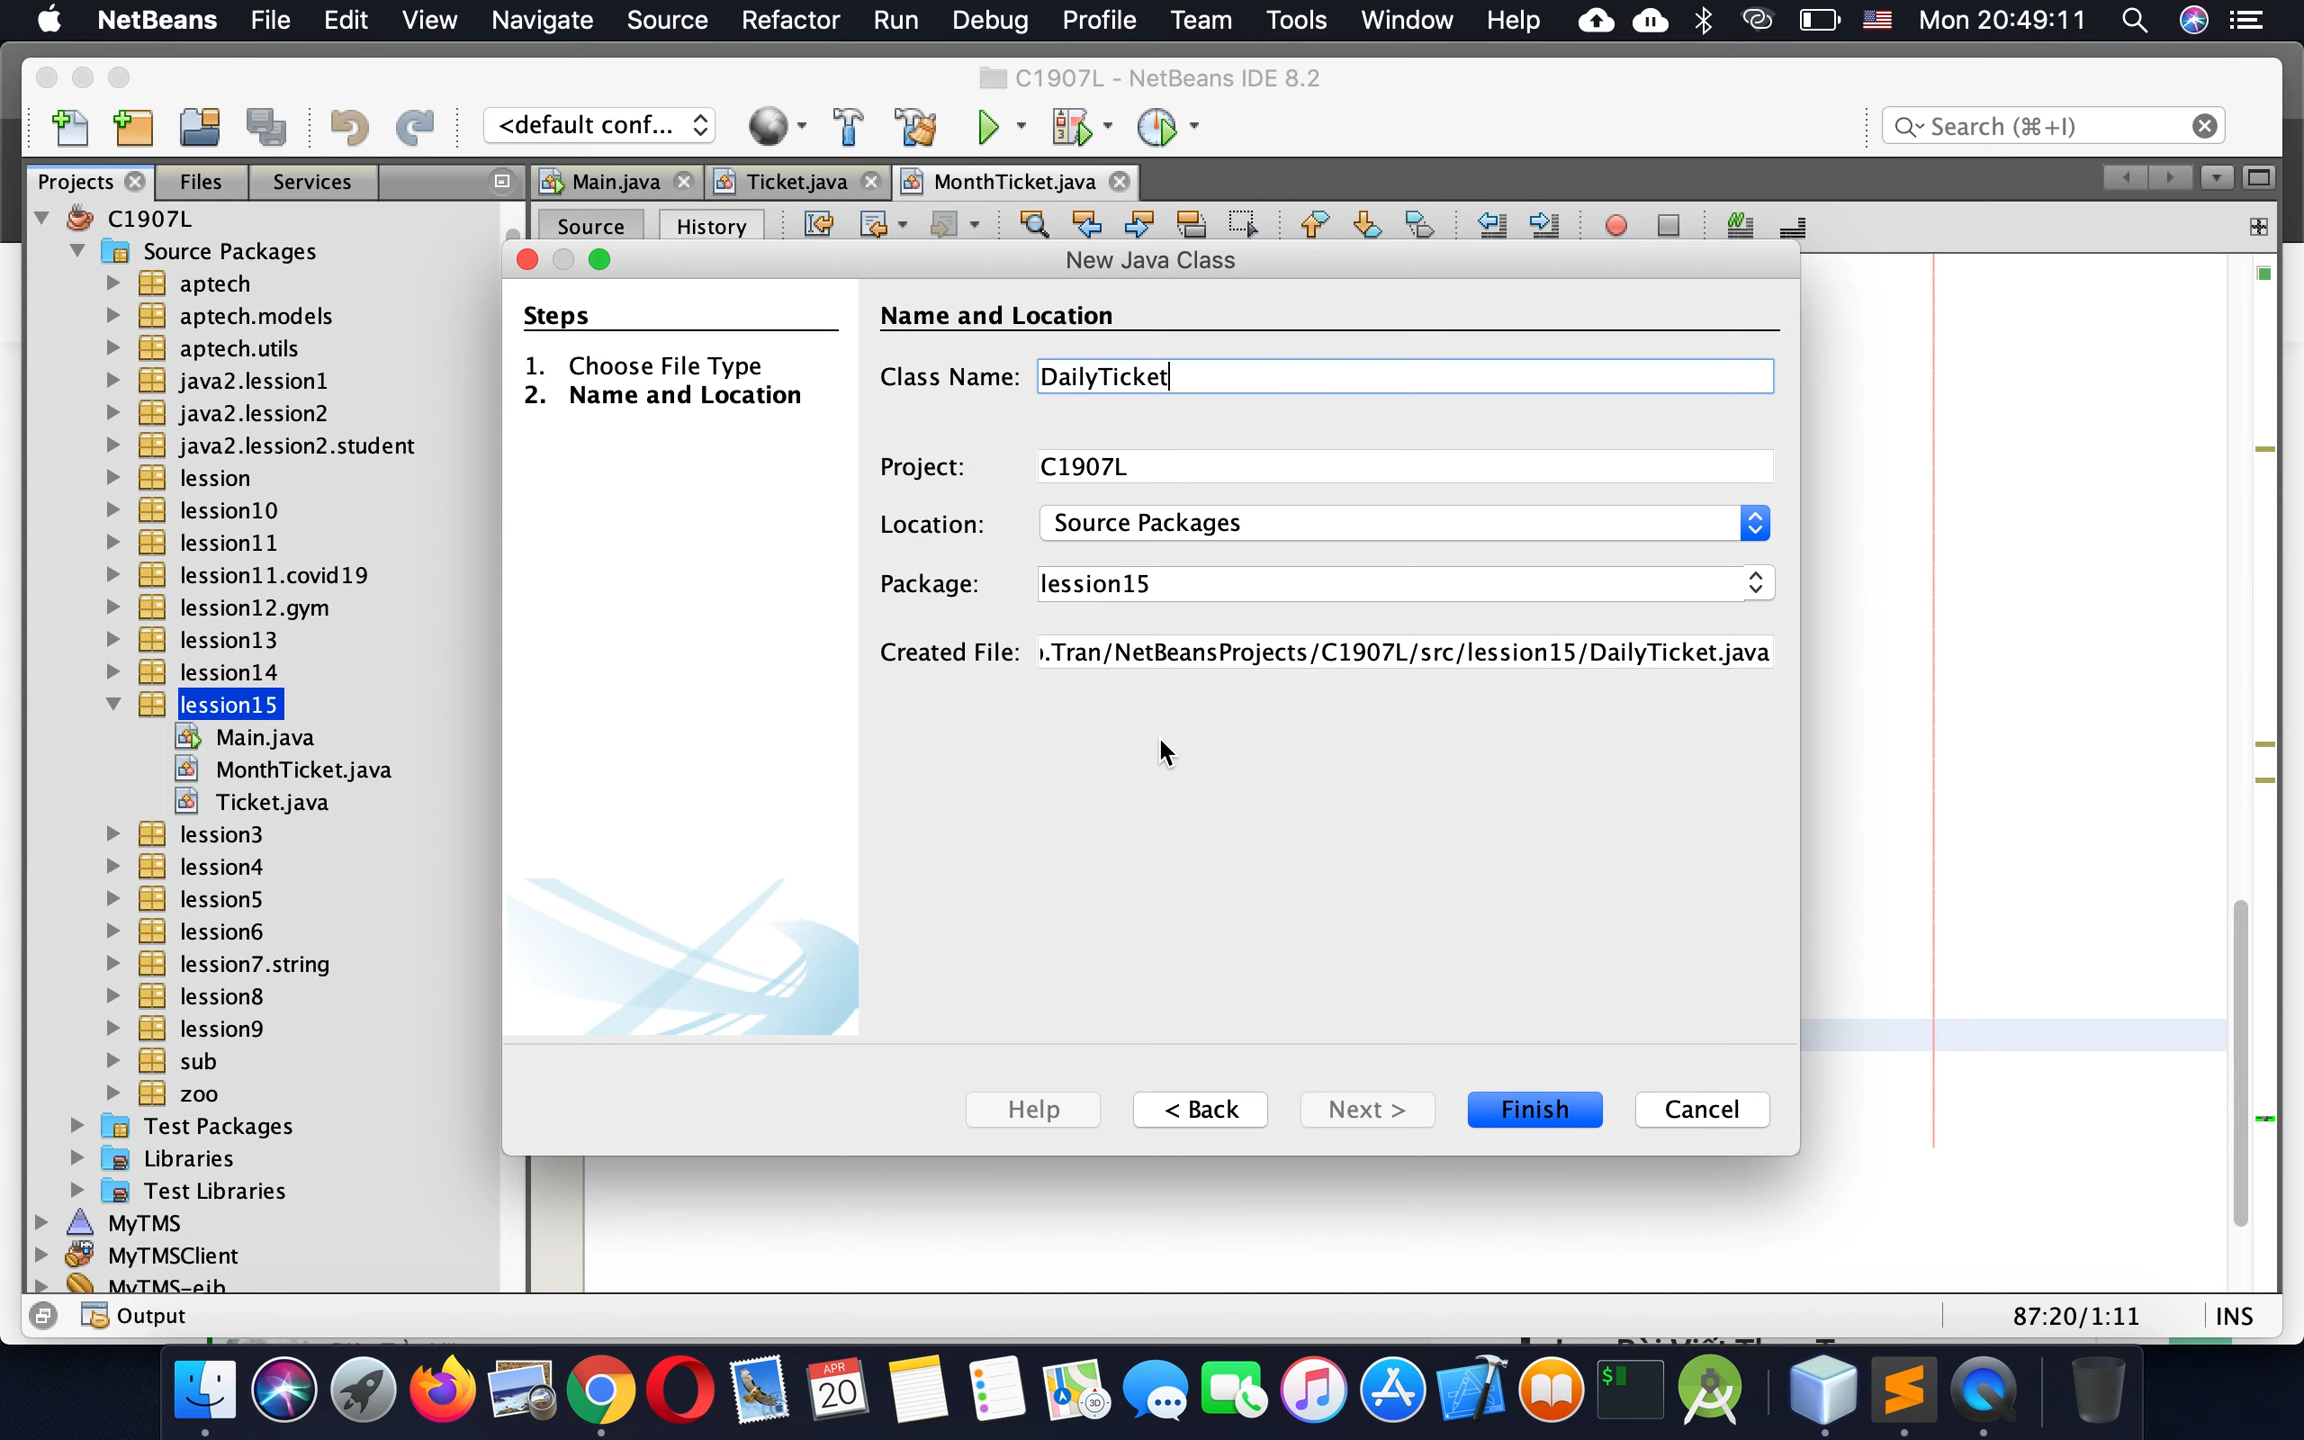 NetBeans File Edit View Navigate Source Refactor Run Debug Profile Team Tools Window Help Mon 20:49:11
C1907L - NetBeans IDE 8.2
<default conf... Search (⌘+I)
Projects Files Services Main.java Ticket.java MonthTicket.java
Source History
C1907L
Source Packages
aptech
aptech.models
aptech.utils
java2.lession1
java2.lession2
java2.lession2.student
lession
lession10
lession11
lession11.covid19
lession12.gym
lession13
lession14
lession15
Main.java
MonthTicket.java
Ticket.java
lession3
lession4
lession5
lession6
lession7.string
lession8
lession9
sub
zoo
Test Packages
Libraries
Test Libraries
MyTMS
MyTMSClient
MyTMS-ejb
New Java Class
Steps
1. Choose File Type
2. Name and Location
Name and Location
Class Name: DailyTicket
Project: C1907L
Location: Source Packages
Package: lession15
Created File: .Tran/NetBeansProjects/C1907L/src/lession15/DailyTicket.java
Help < Back Next > Finish Cancel
Output 87:20/1:11 INS
APR
20
3D
$